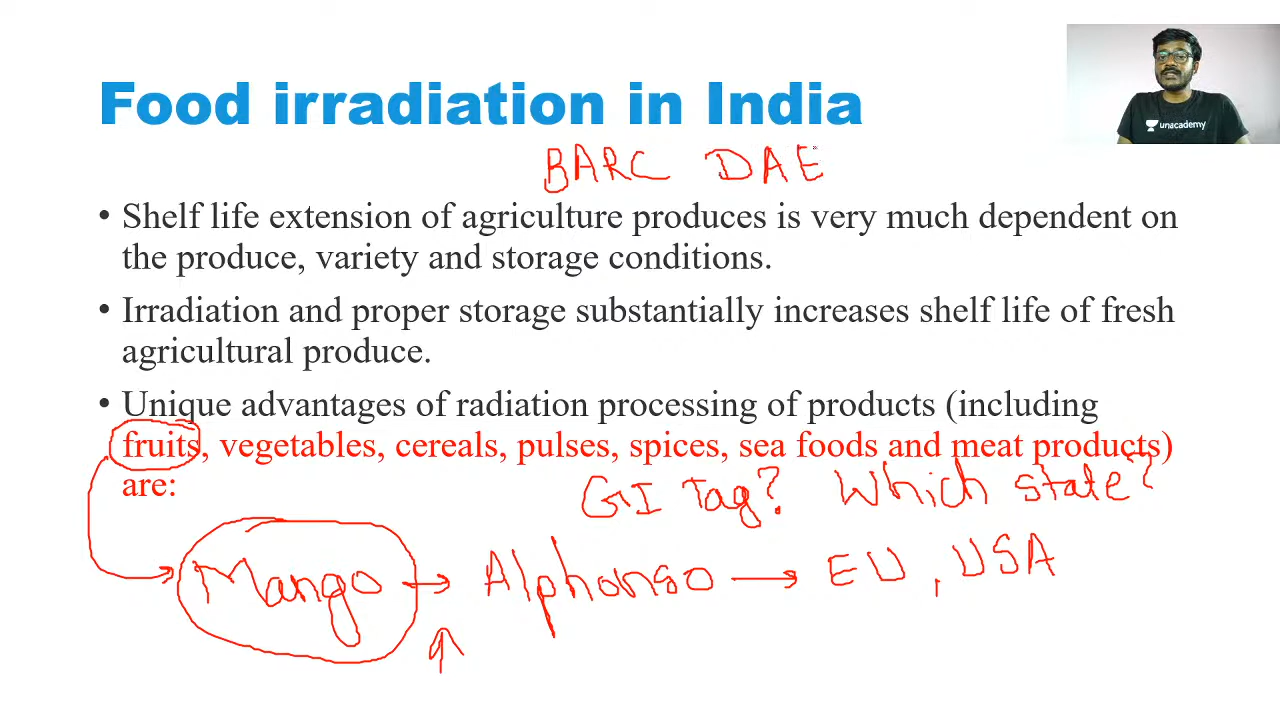 Food irradiation in India
unacademy
BARC DAE
• Shelf life extension of agriculture produces is very much dependent on
the produce, variety and storage conditions.
• Irradiation and proper storage substantially increases shelf life of fresh
agricultural produce.
• Unique advantages of radiation processing of products (including
fruits, vegetables, cereals, pulses, spices, sea foods and meat products)
are:
GI Tag? Which state?
Mango → Alphonso → EU, USA